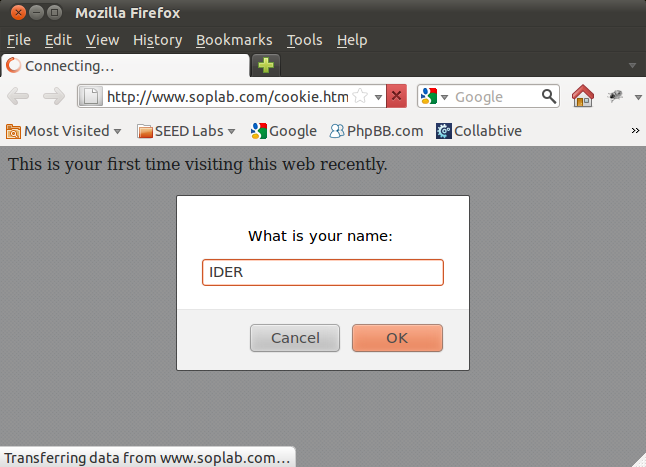 Mozilla Firefox
File Edit View History Bookmarks Tools Help
Connecting...
http://www.soplab.com/cookie.htm
Google
Most Visited SEED Labs Google PhpBB.com Collabtive »
This is your first time visiting this web recently.
What is your name:
IDER
Cancel OK
Transferring data from www.soplab.com...